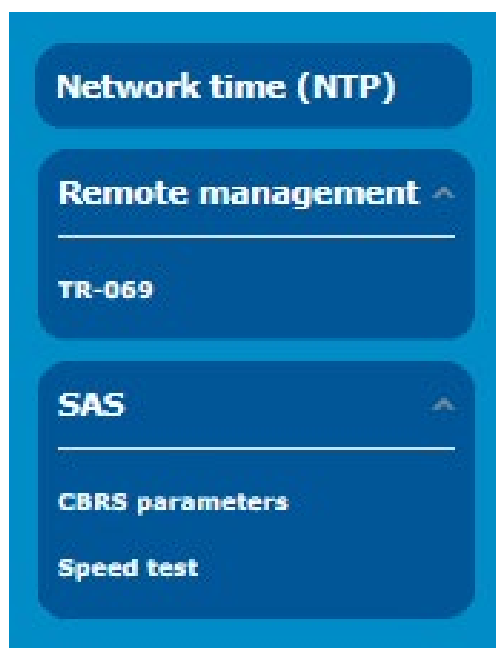 Network time (NTP)
Remote management
TR-069
SAS
CBRS parameters
Speed test